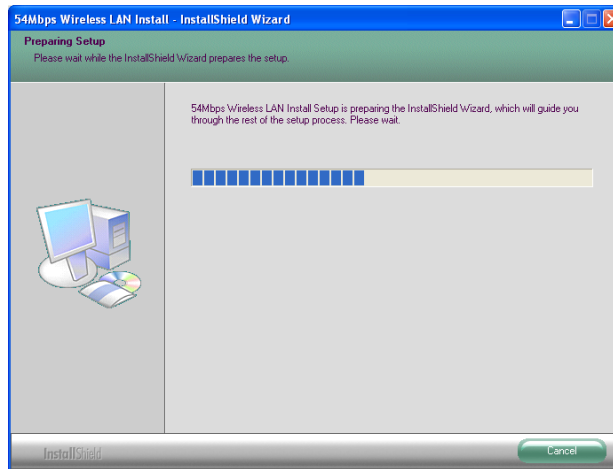 54Mbps Wireless LAN Install - InstallShield Wizard
Preparing Setup
Please wait while the InstallShield Wizard prepares the setup.
54Mbps Wireless LAN Install Setup is preparing the InstallShield Wizard, which will guide you
through the rest of the setup process. Please wait.
InstallShield
Cancel